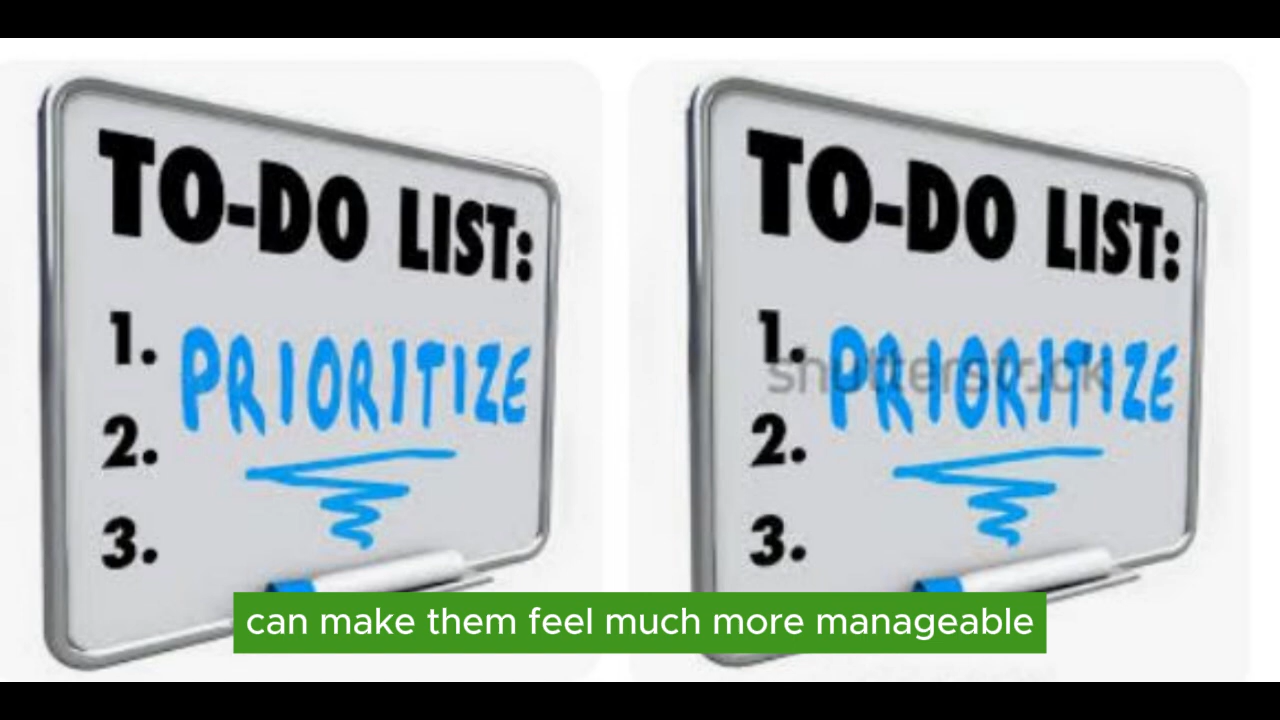 TO-DO LIST:
1. PRIORITIZE
2.
3.
TO-DO LIST:
1. PRIORITIZE
shutterstock
2.
3.
can make them feel much more manageable